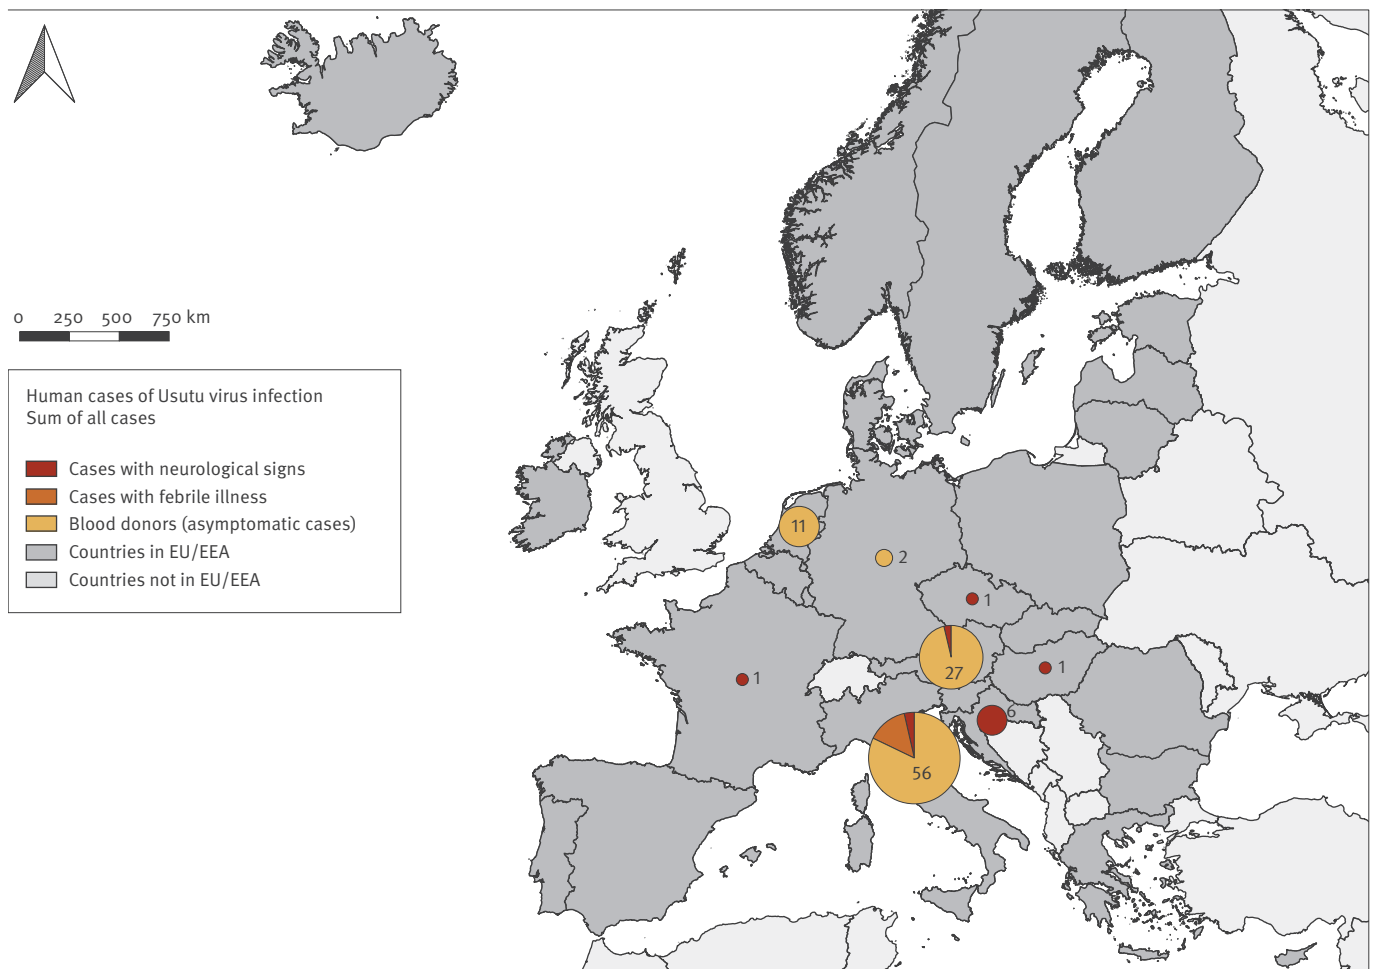 0 250 500 750 km
Human cases of Usutu virus infection
Sum of all cases
Cases with neurological signs
Cases with febrile illness
Blood donors (asymptomatic cases)
Countries in EU/EEA
Countries not in EU/EEA
11
2
1
27
1
1
6
56